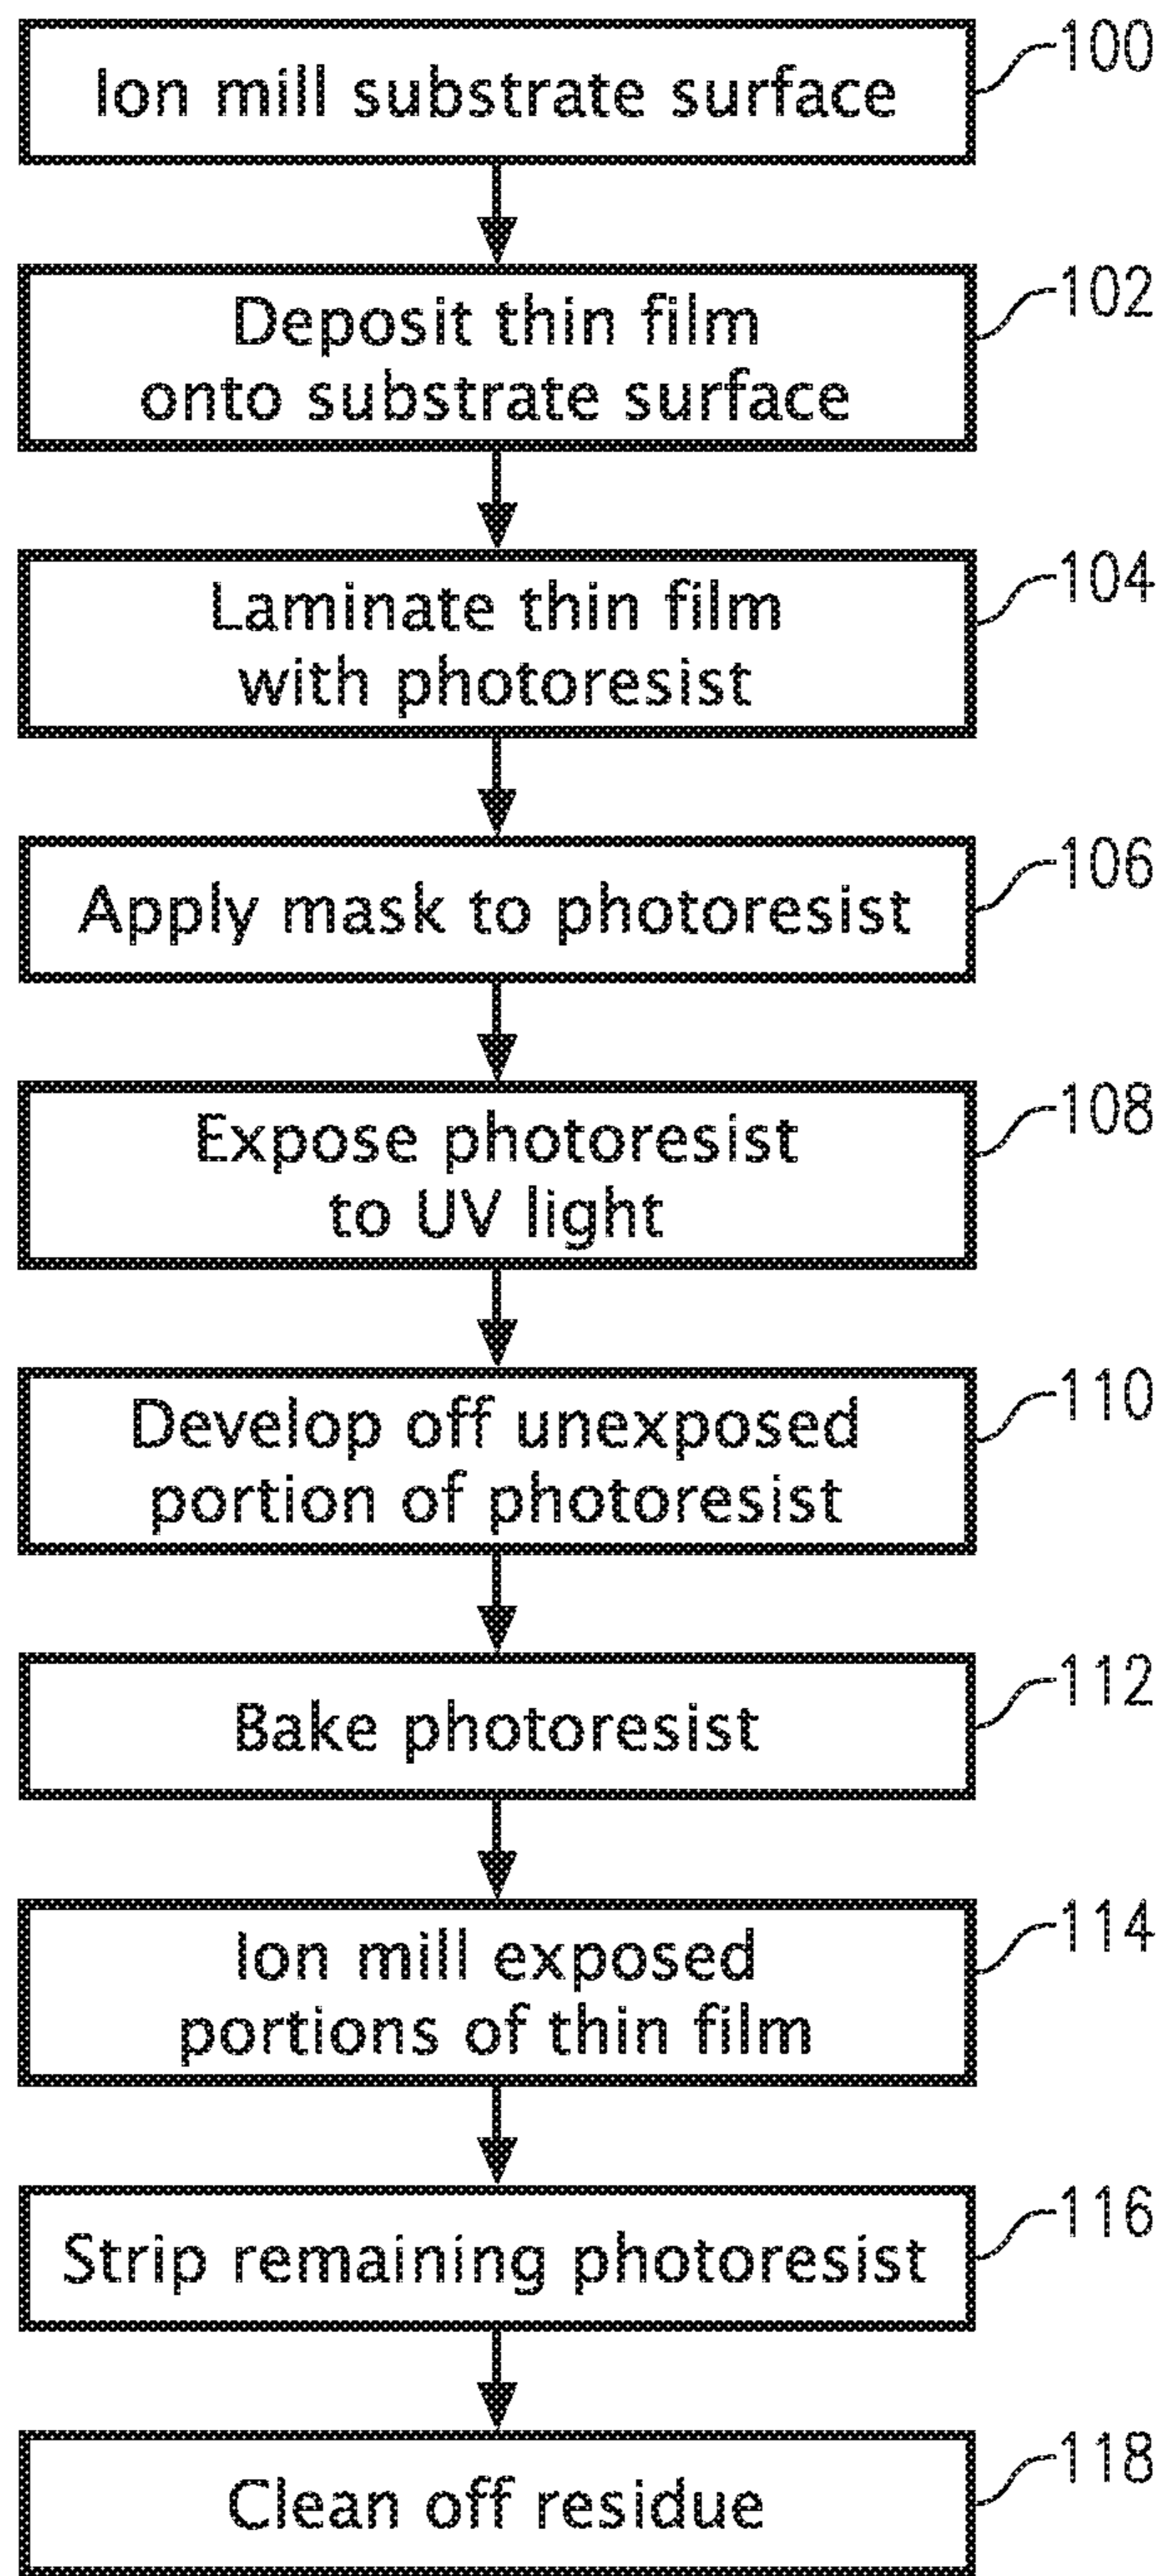 Ion mill substrate surface
100
Deposit thin film
onto substrate surface
102
Laminate thin film
with photoresist
104
Apply mask to photoresist
106
Expose photoresist
to UV light
108
Develop off unexposed
portion of photoresist
110
Bake photoresist
112
Ion mill exposed
portions of thin film
114
Strip remaining photoresist
116
Clean off residue
118